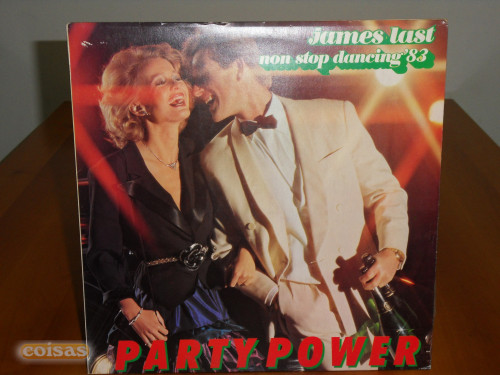 james last
non stop dancing '83
PARTY POWER
coisas